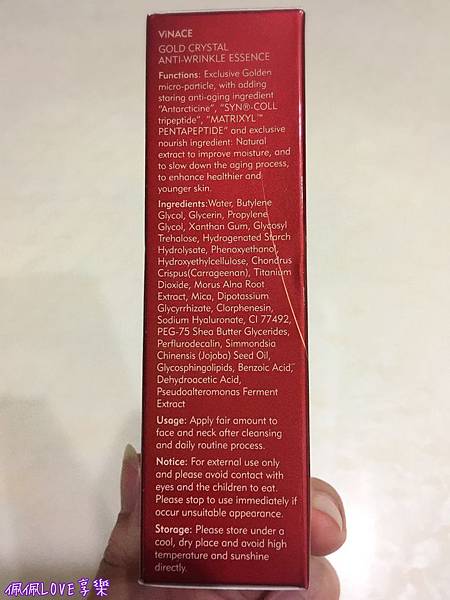 ViNACE
GOLD CRYSTAL
ANTI-WRINKLE ESSENCE
Functions: Exclusive Golden
micro-particle, with adding
staring anti-aging ingredient
"Antarcticine", "SYN®-COLL
tripeptide", "MATRIXYL™
PENTAPEPTIDE" and exclusive
nourish ingredient: Natural
extract to improve moisture, and
to slow down the aging process,
to enhance healthier and
younger skin.
Ingredients:Water, Butylene
Glycol, Glycerin, Propylene
Glycol, Xanthan Gum, Glycosyl
Trehalose, Hydrogenated Starch
Hydrolysate, Phenoxyethanol,
Hydroxyethylcellulose, Chondrus
Crispus(Carrageenan), Titanium
Dioxide, Morus Alna Root
Extract, Mica, Dipotassium
Glycyrrhizate, Clorphenesin,
Sodium Hyaluronate, CI 77492,
PEG-75 Shea Butter Glycerides,
Perflurodecalin, Simmondsia
Chinensis (Jojoba) Seed Oil,
Glycosphingolipids, Benzoic Acid,
Dehydroacetic Acid,
Pseudoalteromonas Ferment
Extract
Usage: Apply fair amount to
face and neck after cleansing
and daily routine process.
Notice: For external use only
and please avoid contact with
eyes and the children to eat.
Please stop to use immediately if
occur unsuitable appearance.
Storage: Please store under a
cool, dry place and avoid high
temperature and sunshine
directly.
佩佩LOVE享樂